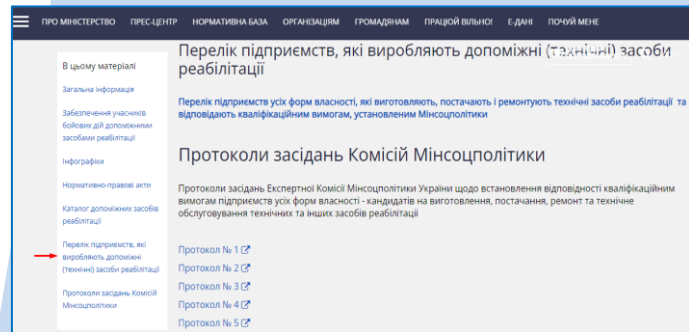 ПРО МІНІСТЕРСТВО ПРЕС-ЦЕНТР НОРМАТИВНА БАЗА ОРГАНІЗАЦІЯМ ГРОМАДЯНАМ ПРАЦЮЙ ВІЛЬНО! Е-ДАНІ ПОЧУЙ МЕНЕ
В цьому матеріалі
Загальна інформація
Забезпечення учасників
бойових дій допоміжними
засобами реабілітації
Інфографіки
Нормативно-правові акти
Каталог допоміжних засобів
реабілітації
Перелік підприємств, які
виробляють допоміжні
(технічні) засоби реабілітації
Протоколи засідань Комісій
Мінсоцполітики
Перелік підприємств, які виробляють допоміжні (технічні) засоби
реабілітації
Перелік підприємств усіх форм власності, які виготовляють, постачають і ремонтують технічні засоби реабілітації та
відповідають кваліфікаційним вимогам, установленим Мінсоцполітики
Протоколи засідань Комісій Мінсоцполітики
Протоколи засідань Експертної Комісії Мінсоцполітики України щодо встановлення відповідності кваліфікаційним
вимогам підприємств усіх форм власності - кандидатів на виготовлення, постачання, ремонт та технічне
обслуговування технічних та інших засобів реабілітації
Протокол № 1
Протокол № 2
Протокол № 3
Протокол № 4
Протокол № 5